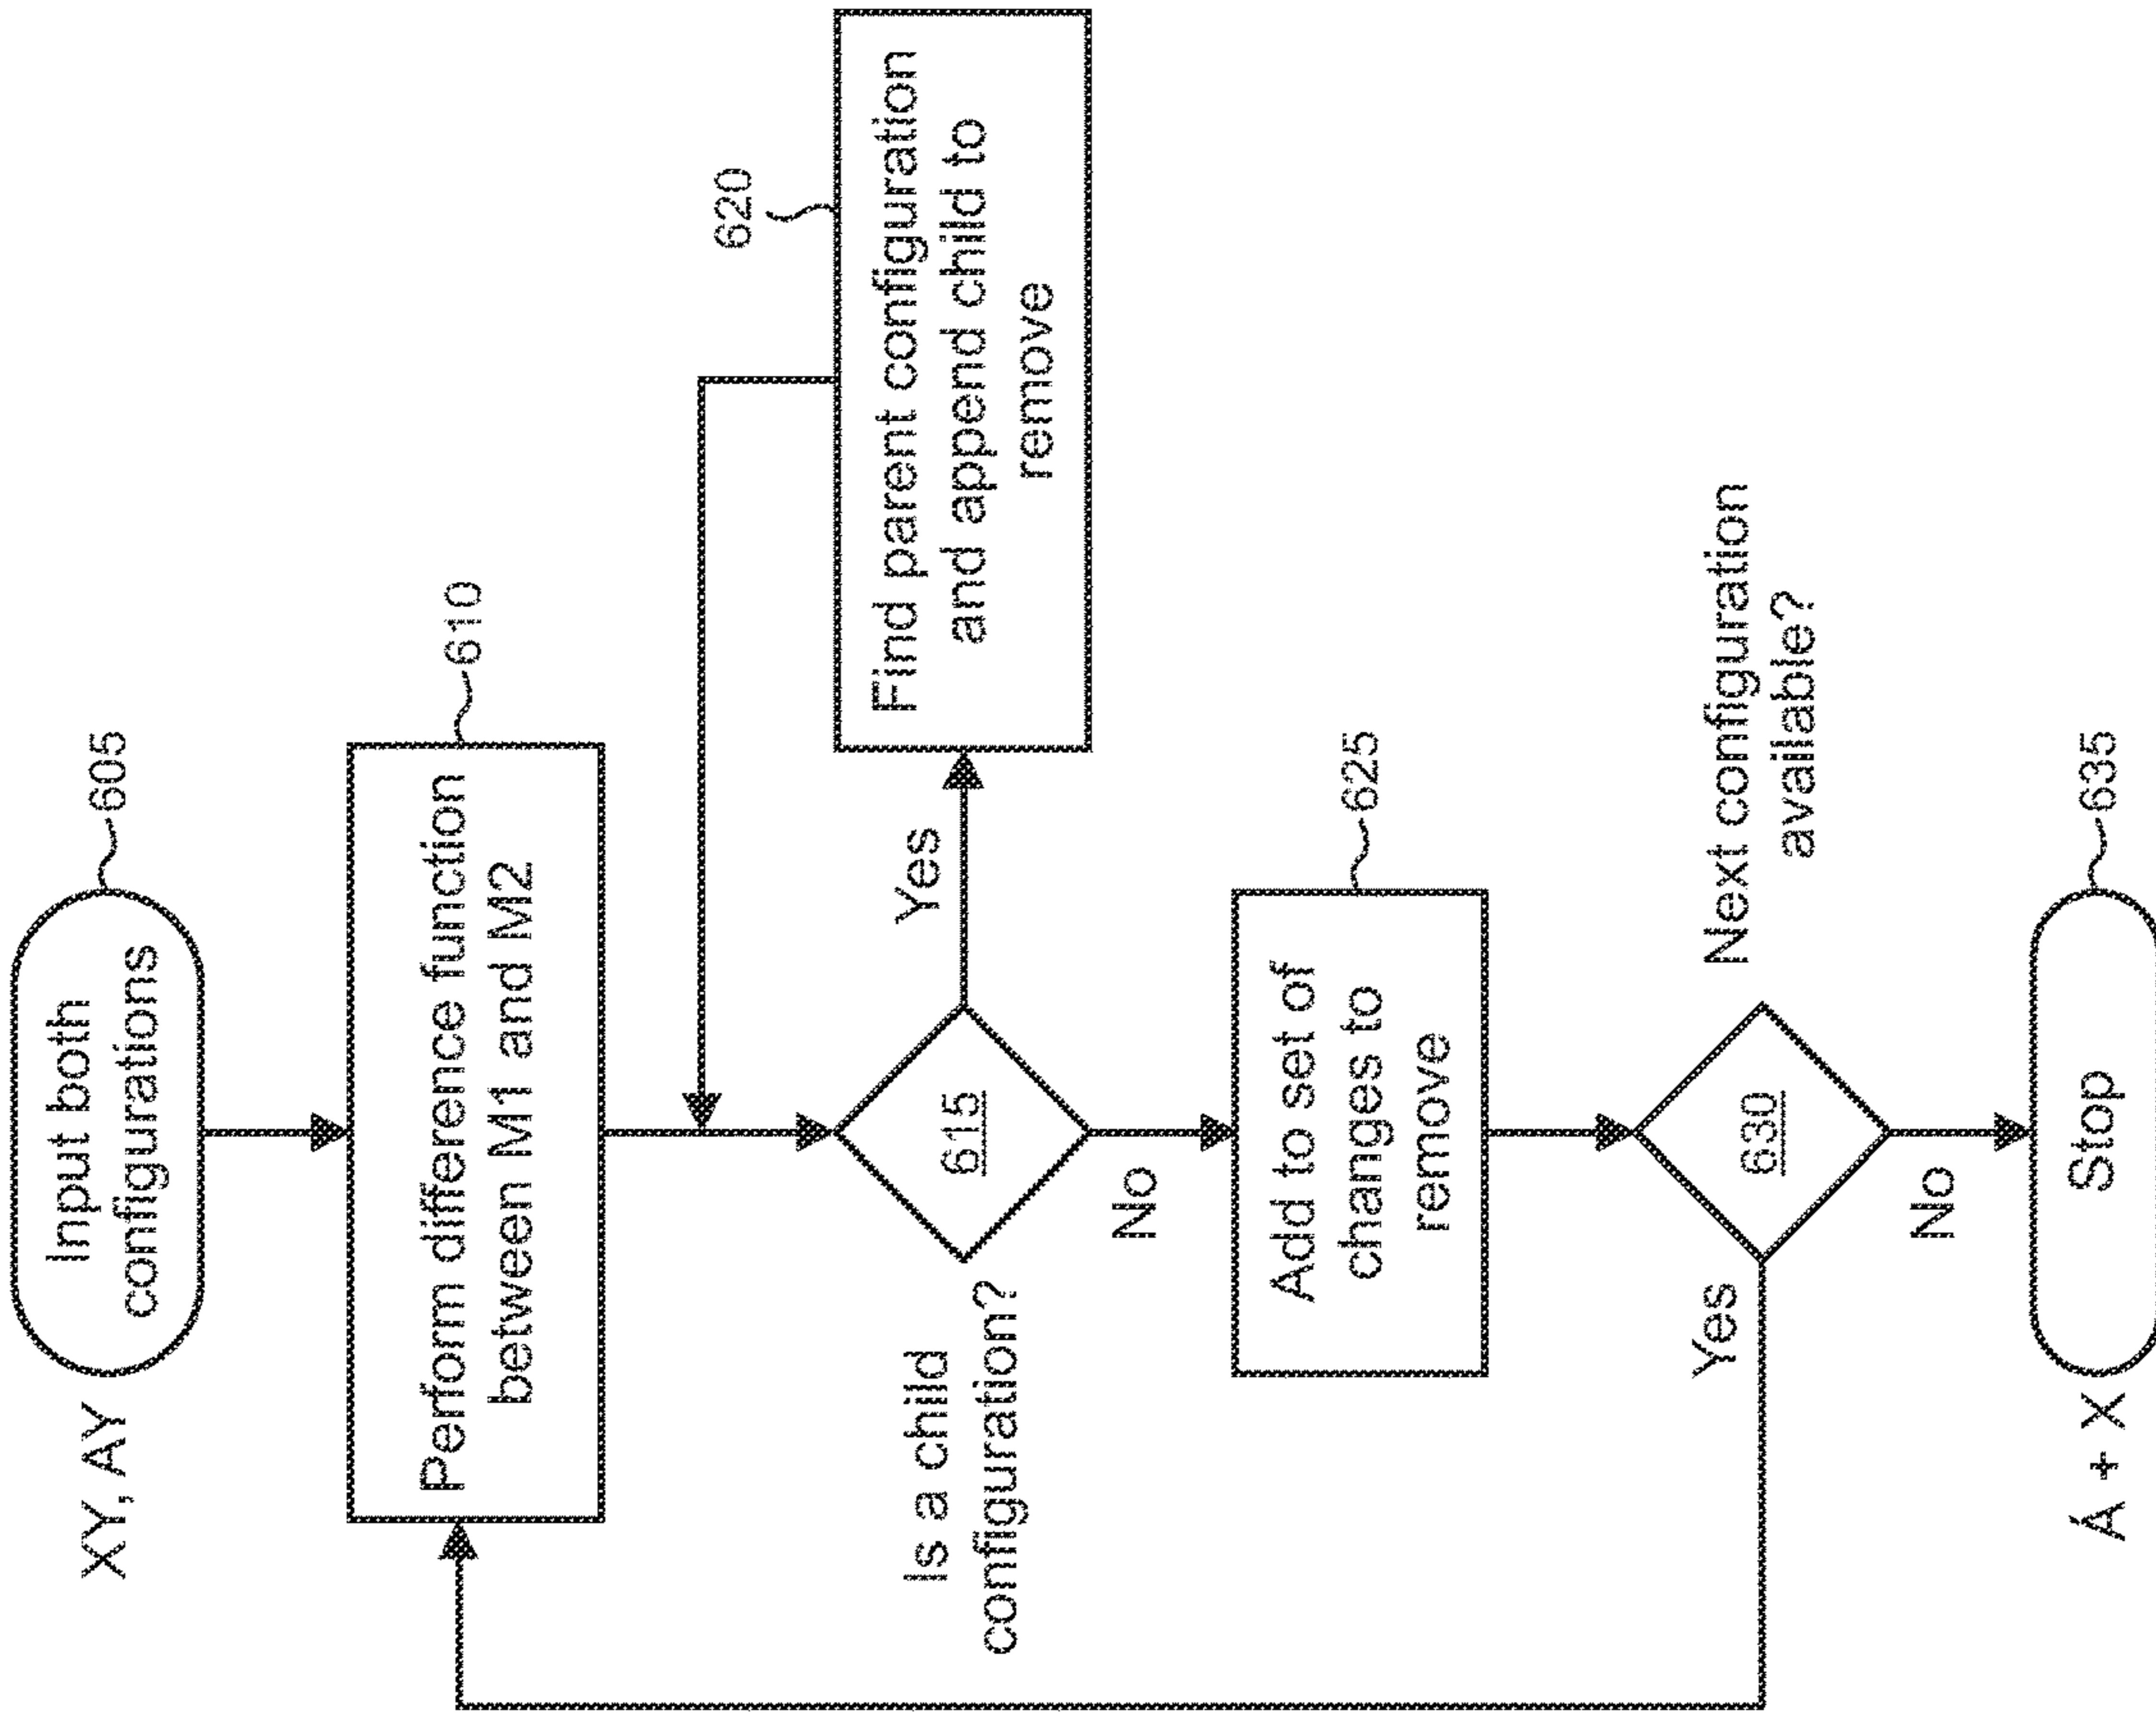 XY, AY
Input both
configurations
605
Perform difference function
between M1 and M2
610
Is a child
configuration?
615
Yes
620
Find parent configuration
and append child to
remove
No
Add to set of
changes to
remove
625
Next configuration
available?
630
Yes
No
Á + X
Stop
635